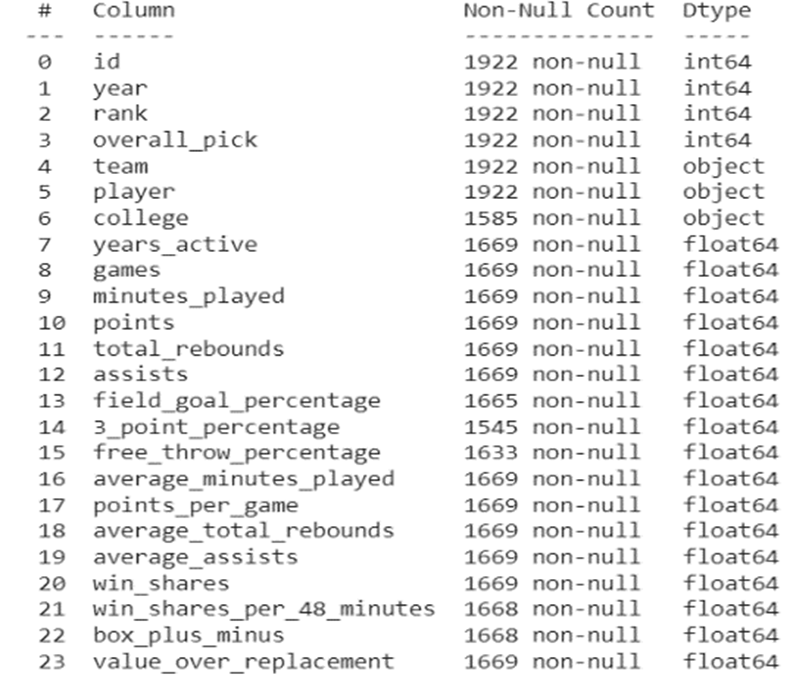 #   Column                       Non-Null Count  Dtype
---  ------                       --------------  -----
0   id                           1922 non-null   int64
1   year                         1922 non-null   int64
2   rank                         1922 non-null   int64
3   overall_pick                 1922 non-null   int64
4   team                         1922 non-null   object
5   player                       1922 non-null   object
6   college                      1585 non-null   object
7   years_active                 1669 non-null   float64
8   games                        1669 non-null   float64
9   minutes_played               1669 non-null   float64
10  points                       1669 non-null   float64
11  total_rebounds               1669 non-null   float64
12  assists                      1669 non-null   float64
13  field_goal_percentage        1665 non-null   float64
14  3_point_percentage           1545 non-null   float64
15  free_throw_percentage        1633 non-null   float64
16  average_minutes_played       1669 non-null   float64
17  points_per_game              1669 non-null   float64
18  average_total_rebounds       1669 non-null   float64
19  average_assists              1669 non-null   float64
20  win_shares                   1669 non-null   float64
21  win_shares_per_48_minutes    1668 non-null   float64
22  box_plus_minus               1668 non-null   float64
23  value_over_replacement       1669 non-null   float64